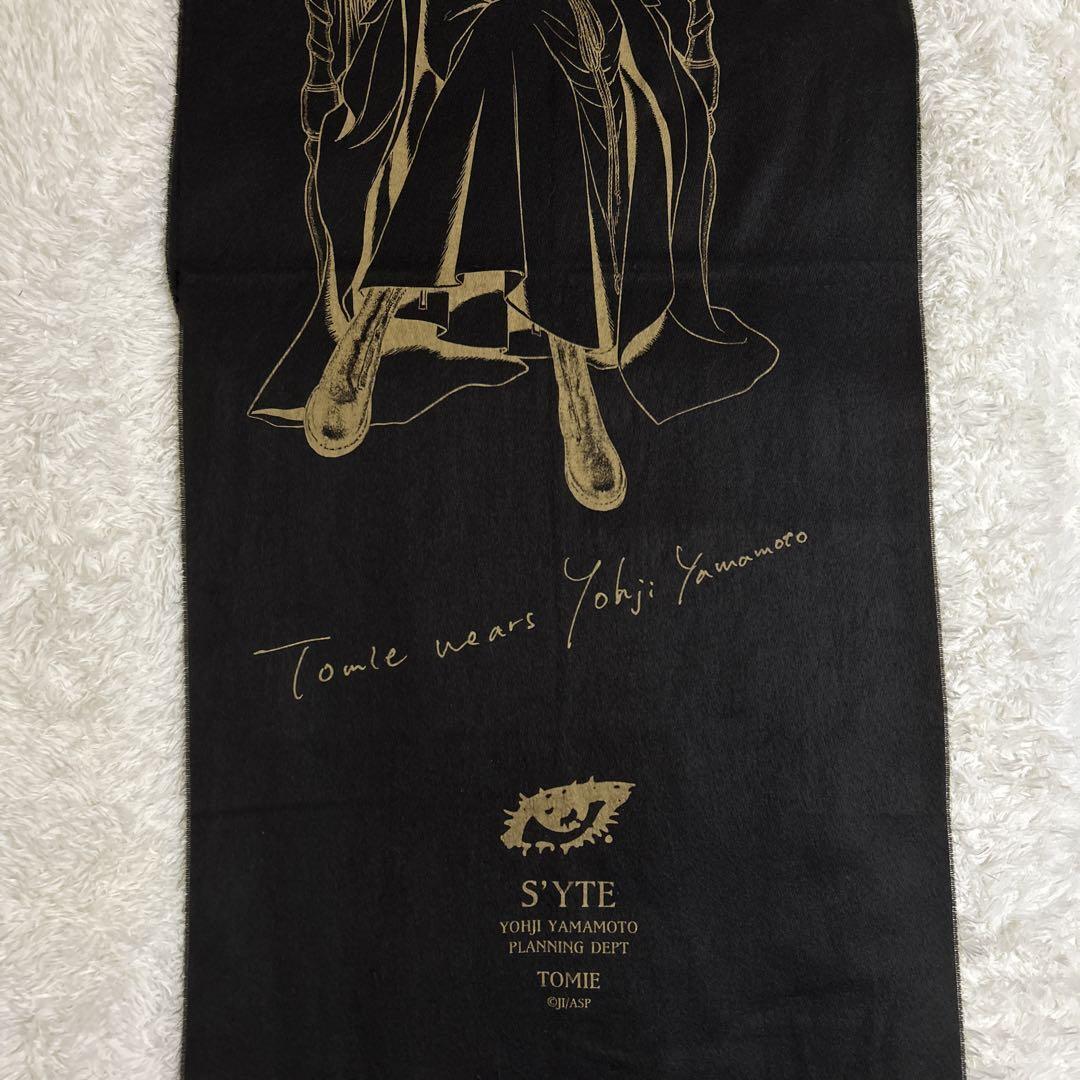 Tomie wears Yohji Yamamoto
S'YTE
YOHJI YAMAMOTO
PLANNING DEPT
TOMIE
©JI/ASP